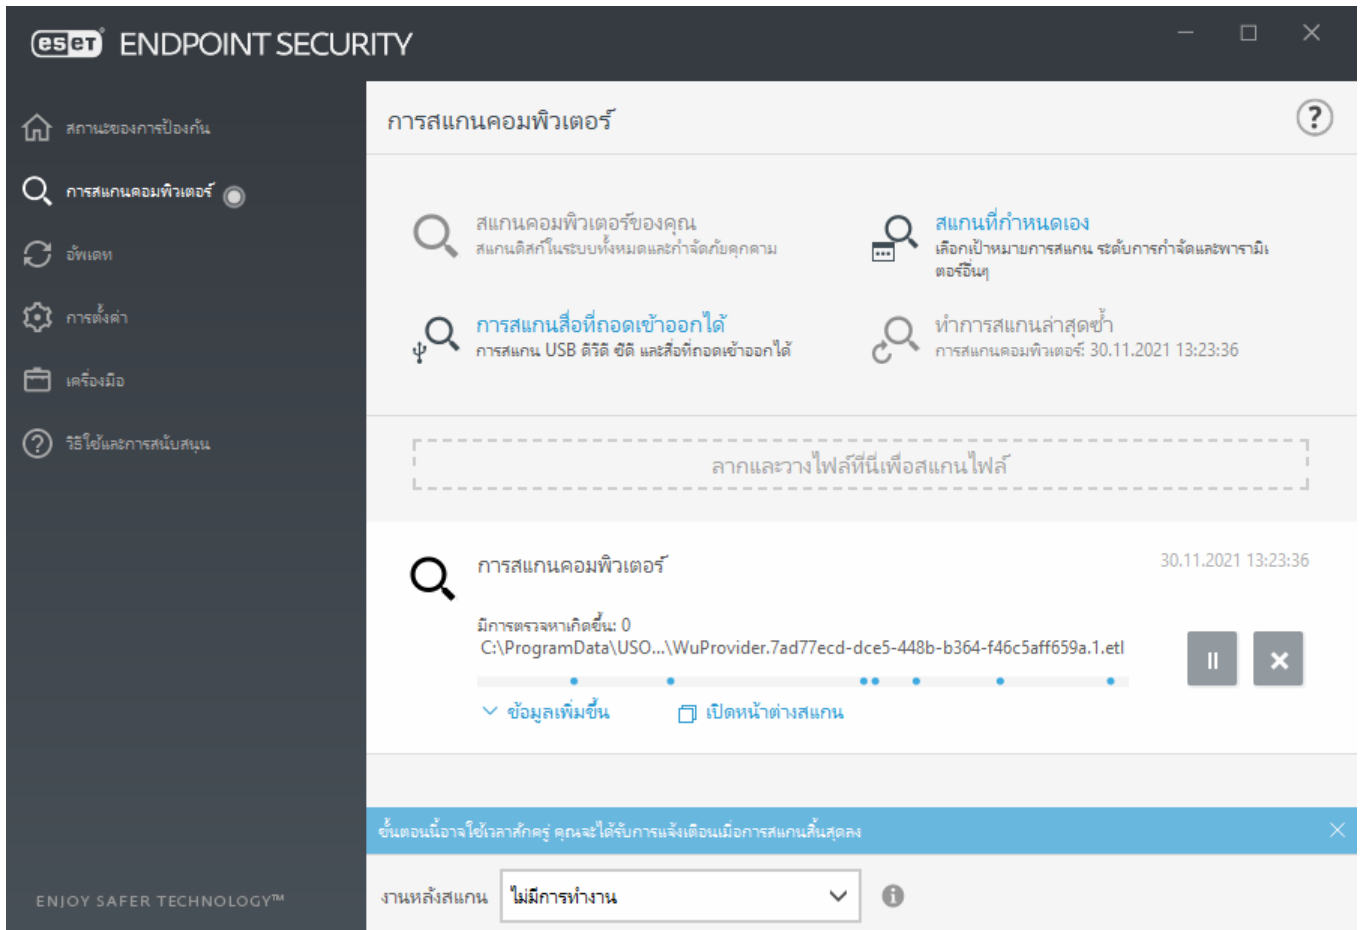 eset ENDPOINT SECURITY
สถานะของการป้องกัน
การสแกนคอมพิวเตอร์
อัพเดท
การตั้งค่า
เครื่องมือ
วิธีใช้และการสนับสนุน
ENJOY SAFER TECHNOLOGY™
การสแกนคอมพิวเตอร์
สแกนคอมพิวเตอร์ของคุณ
สแกนดิสก์ในระบบทั้งหมดและกำจัดภัยคุกคาม
สแกนที่กำหนดเอง
เลือกเป้าหมายการสแกน ระดับการกำจัดและพารามิเ
ตอร์อื่นๆ
การสแกนสื่อที่ถอดเข้าออกได้
การสแกน USB ดีวีดี ซีดี และสื่อที่ถอดเข้าออกได้
ทำการสแกนล่าสุดซ้ำ
การสแกนคอมพิวเตอร์: 30.11.2021 13:23:36
ลากและวางไฟล์ที่นี่เพื่อสแกนไฟล์
การสแกนคอมพิวเตอร์
30.11.2021 13:23:36
มีการตรวจหาเกิดขึ้น: 0
C:\ProgramData\USO...\WuProvider.7ad77ecd-dce5-448b-b364-f46c5aff659a.1.etl
ข้อมูลเพิ่มขึ้น
เปิดหน้าต่างสแกน
ขั้นตอนนี้อาจใช้เวลาสักครู่ คุณจะได้รับการแจ้งเตือนเมื่อการสแกนสิ้นสุดลง
งานหลังสแกน
ไม่มีการทำงาน